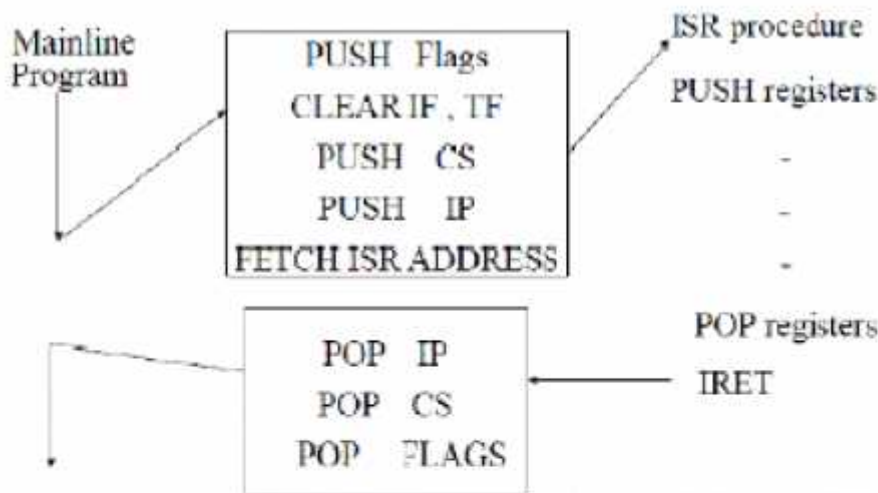 Mainline
Program
PUSH Flags
CLEAR IF , TF
PUSH CS
PUSH IP
FETCH ISR ADDRESS
ISR procedure
PUSH registers
-
-
-
POP registers
IRET
POP IP
POP CS
POP FLAGS